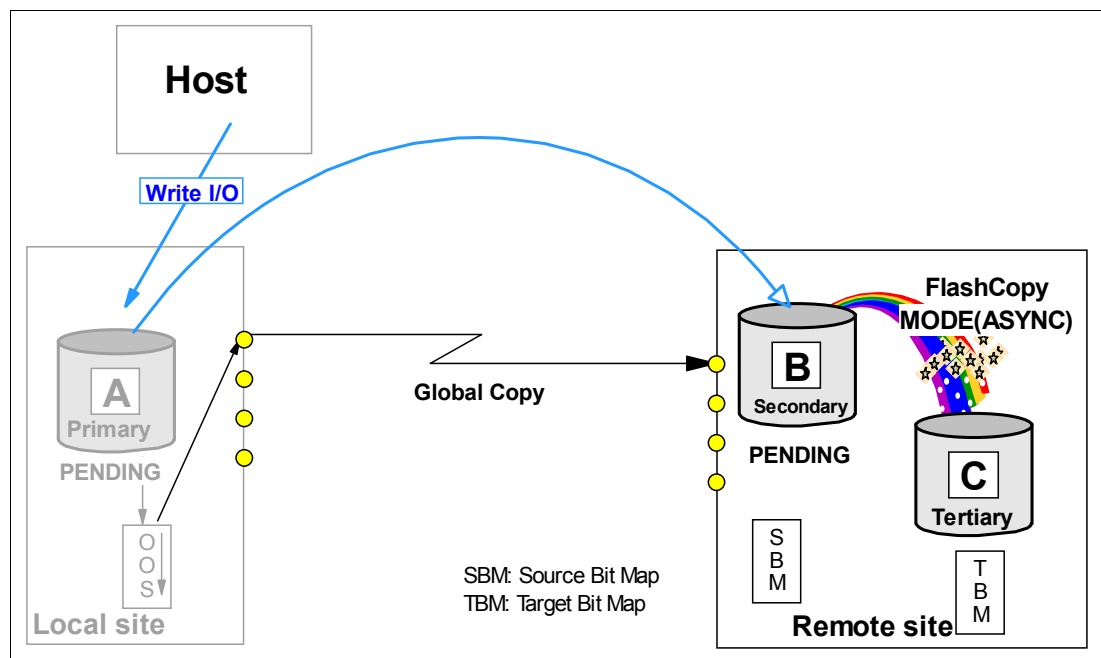 Host
Write I/O
A
Primary
PENDING
O
O
S
Local site
Global Copy
SBM: Source Bit Map
TBM: Target Bit Map
FlashCopy
MODE(ASYNC)
B
Secondary
PENDING
C
Tertiary
S
B
M
T
B
M
Remote site